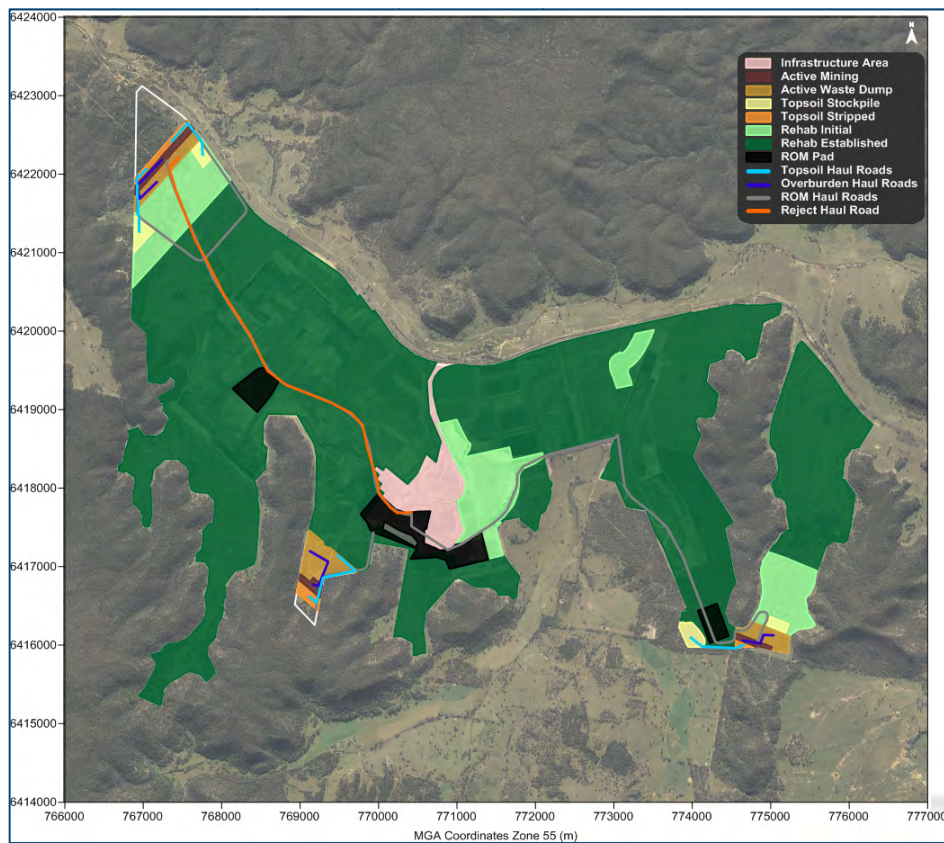 6424000
6423000
6422000
6421000
6420000
6419000
6418000
6417000
6416000
6415000
6414000
N
Infrastructure Area
Active Mining
Active Waste Dump
Topsoil Stockpile
Topsoil Stripped
Rehab Initial
Rehab Established
ROM Pad
Topsoil Haul Roads
Overburden Haul Roads
ROM Haul Roads
Reject Haul Road
766000 767000 768000 769000 770000 771000 772000 773000 774000 775000 776000 777000
MGA Coordinates Zone 55 (m)